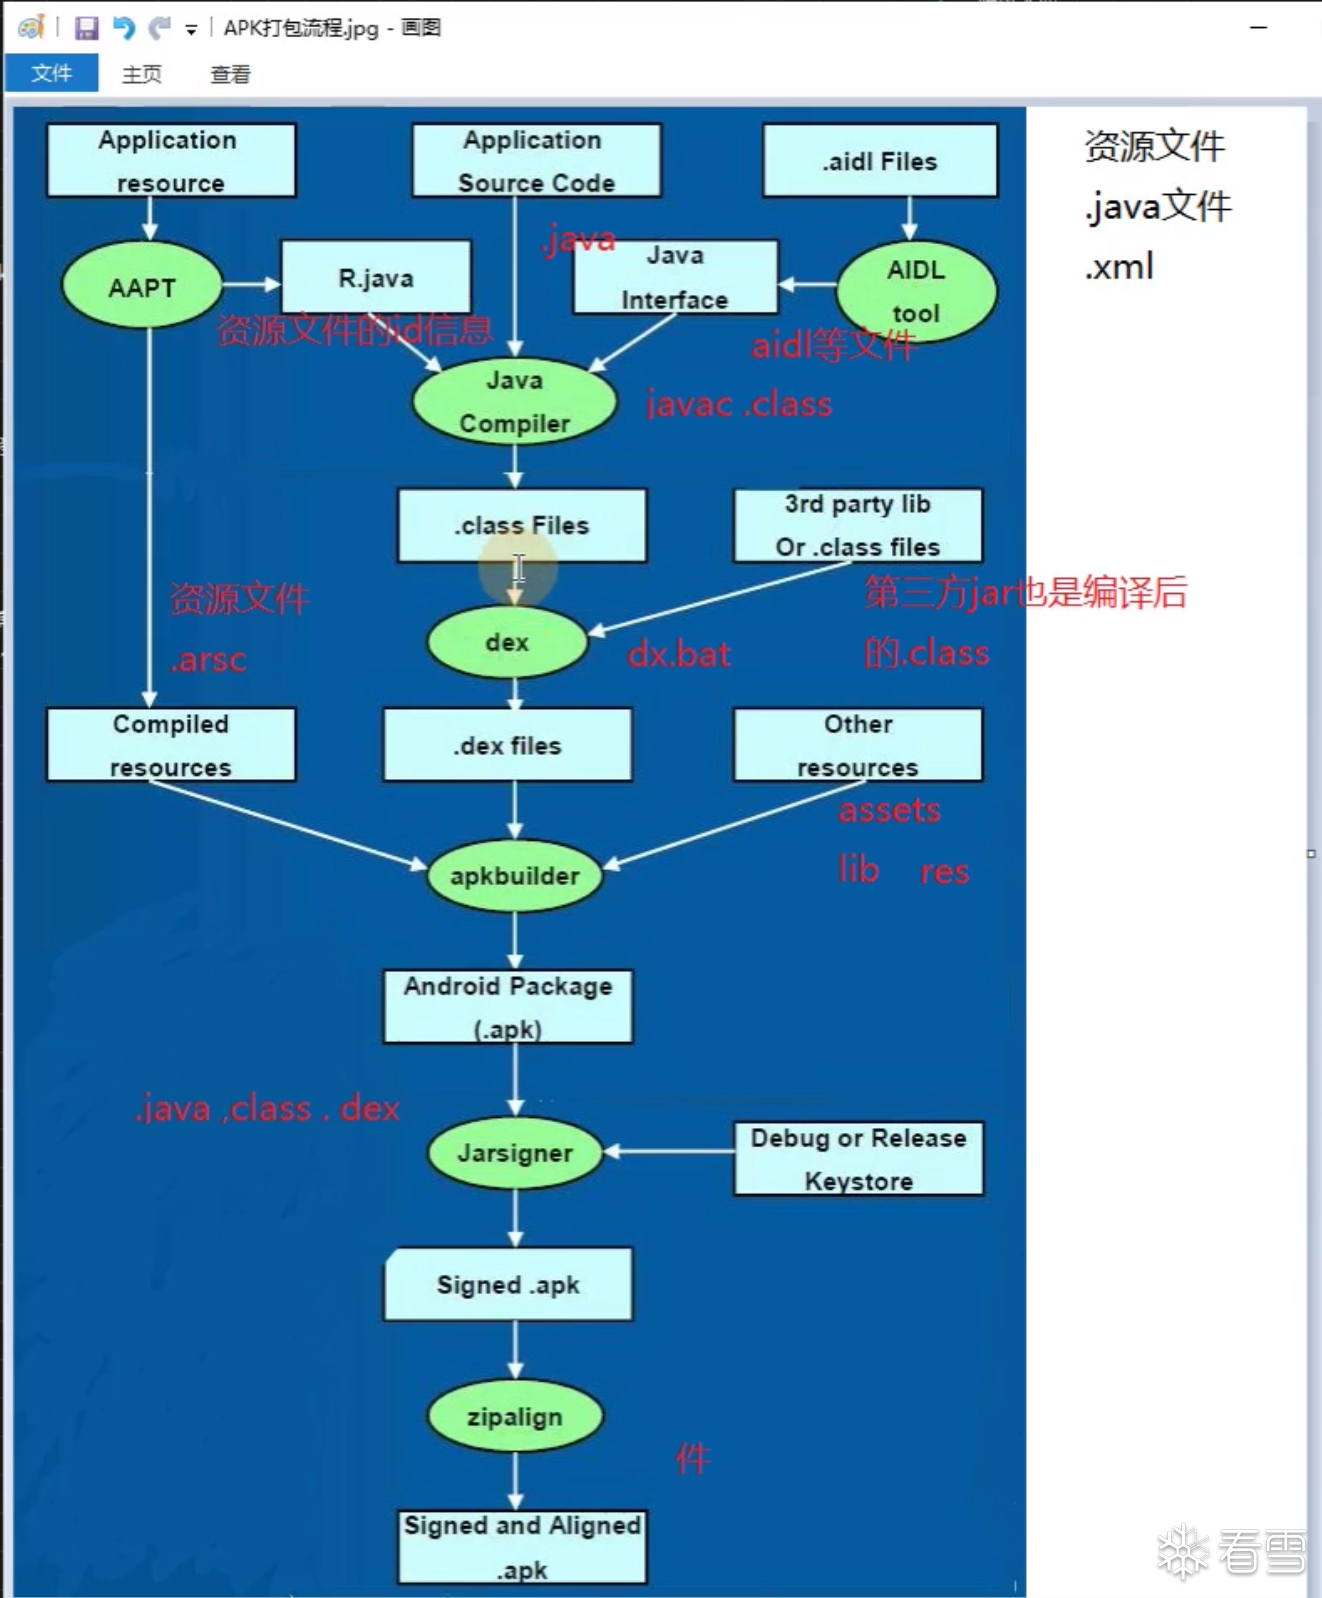 APK打包流程.jpg - 画图
文件 主页 查看
Application
resource
Application
Source Code
.aidl Files
资源文件
.java文件
.xml
.java
AAPT
R.java
Java
Interface
AIDL
tool
资源文件的id信息
aidl等文件
Java
Compiler
javac .class
.class Files
3rd party lib
Or .class files
资源文件
.arsc
第三方jar也是编译后
的.class
dex
dx.bat
Compiled
resources
.dex files
Other
resources
assets
lib res
apkbuilder
Android Package
(.apk)
.java ,class . dex
Jarsigner
Debug or Release
Keystore
Signed .apk
zipalign
件
Signed and Aligned
.apk
看雪